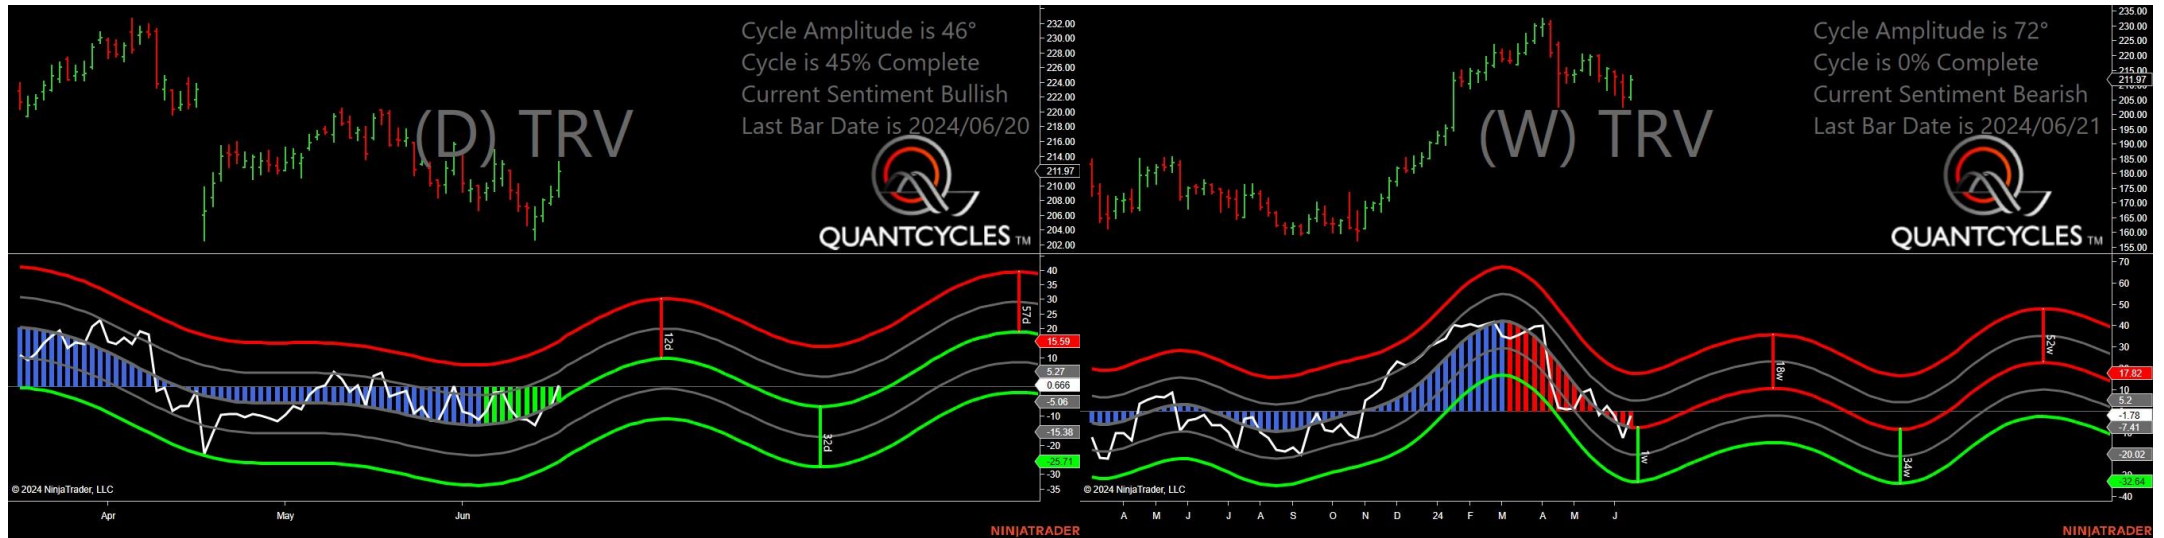 Cycle Amplitude is 46°
Cycle is 45% Complete
Current Sentiment Bullish
Last Bar Date is 2024/06/20
(D) TRV
QUANTCYCLES TM
232.00
230.00
228.00
226.00
224.00
222.00
220.00
218.00
216.00
214.00
211.97
210.00
208.00
206.00
204.00
202.00
40
35
30
25
20
15.59
10
5.27
0.666
-5.06
-10
-15.38
-20
-25.71
-30
-35
12d
32d
57d
© 2024 NinjaTrader, LLC
Apr May Jun
NINJATRADER
Cycle Amplitude is 72°
Cycle is 0% Complete
Current Sentiment Bearish
Last Bar Date is 2024/06/21
(W) TRV
QUANTCYCLES TM
235.00
230.00
225.00
220.00
215.00
211.97
205.00
200.00
195.00
190.00
185.00
180.00
175.00
170.00
165.00
160.00
155.00
70
60
50
40
30
17.82
10
5.2
-1.78
-7.41
-20.02
-32.64
-40
1w
18w
34w
52w
© 2024 NinjaTrader, LLC
A M J J A S O N D 24 F M A M J
NINJATRADER